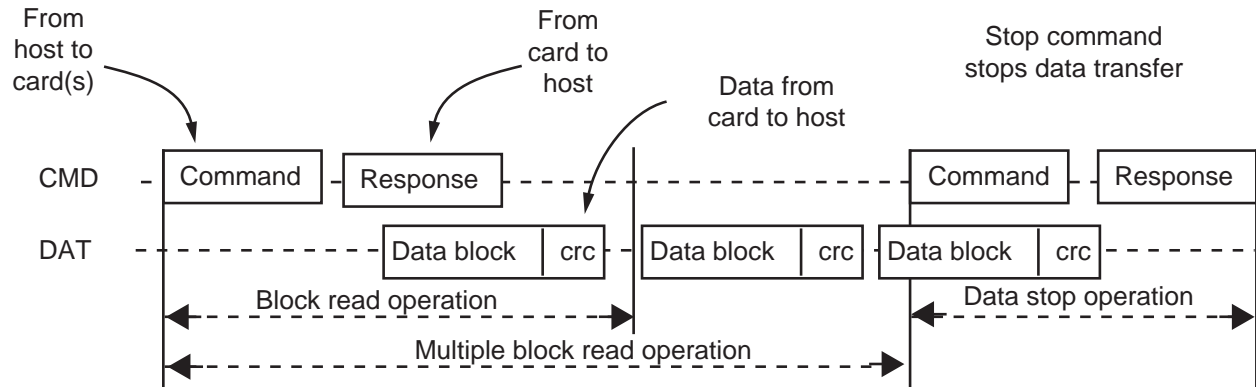 From
host to
card(s)
From
card to
host
Data from
card to host
Stop command
stops data transfer
CMD
Command
Response
Command
Response
DAT
Data block
crc
Data block
crc
Data block
crc
Block read operation
Data stop operation
Multiple block read operation